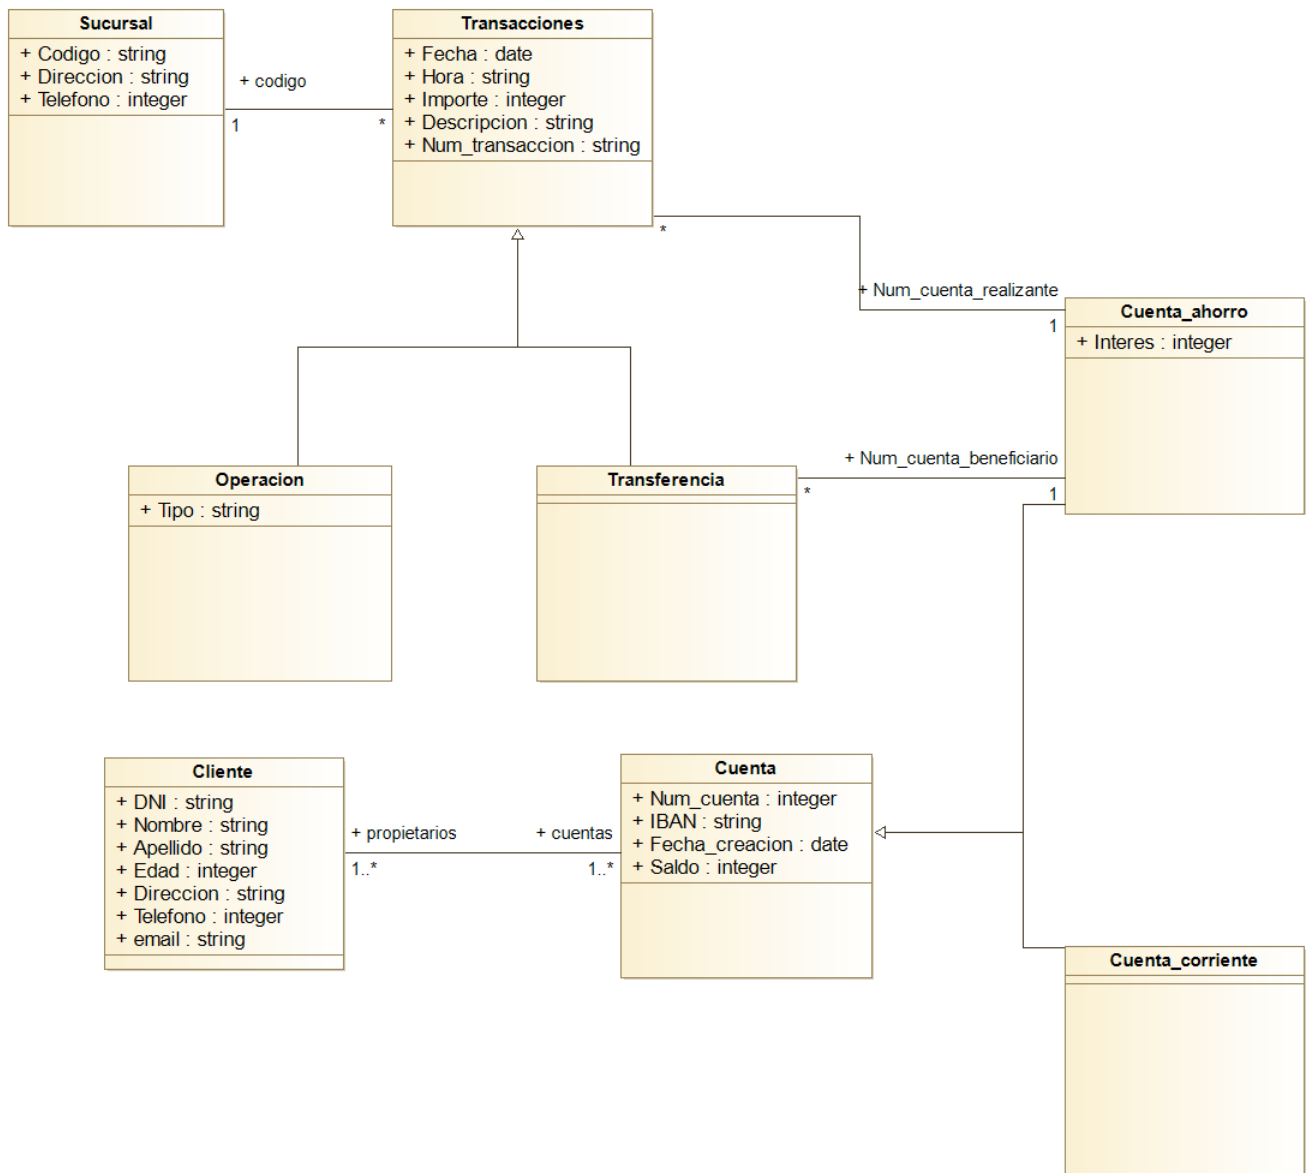 Sucursal
+ Codigo : string
+ Direccion : string
+ Telefono : integer
+ codigo
1
*
Transacciones
+ Fecha : date
+ Hora : string
+ Importe : integer
+ Descripcion : string
+ Num_transaccion : string
*
+ Num_cuenta_realizante
1
Cuenta_ahorro
+ Interes : integer
Operacion
+ Tipo : string
Transferencia
+ Num_cuenta_beneficiario
*
1
Cliente
+ DNI : string
+ Nombre : string
+ Apellido : string
+ Edad : integer
+ Direccion : string
+ Telefono : integer
+ email : string
+ propietarios
1..*
+ cuentas
1..*
Cuenta
+ Num_cuenta : integer
+ IBAN : string
+ Fecha_creacion : date
+ Saldo : integer
Cuenta_corriente